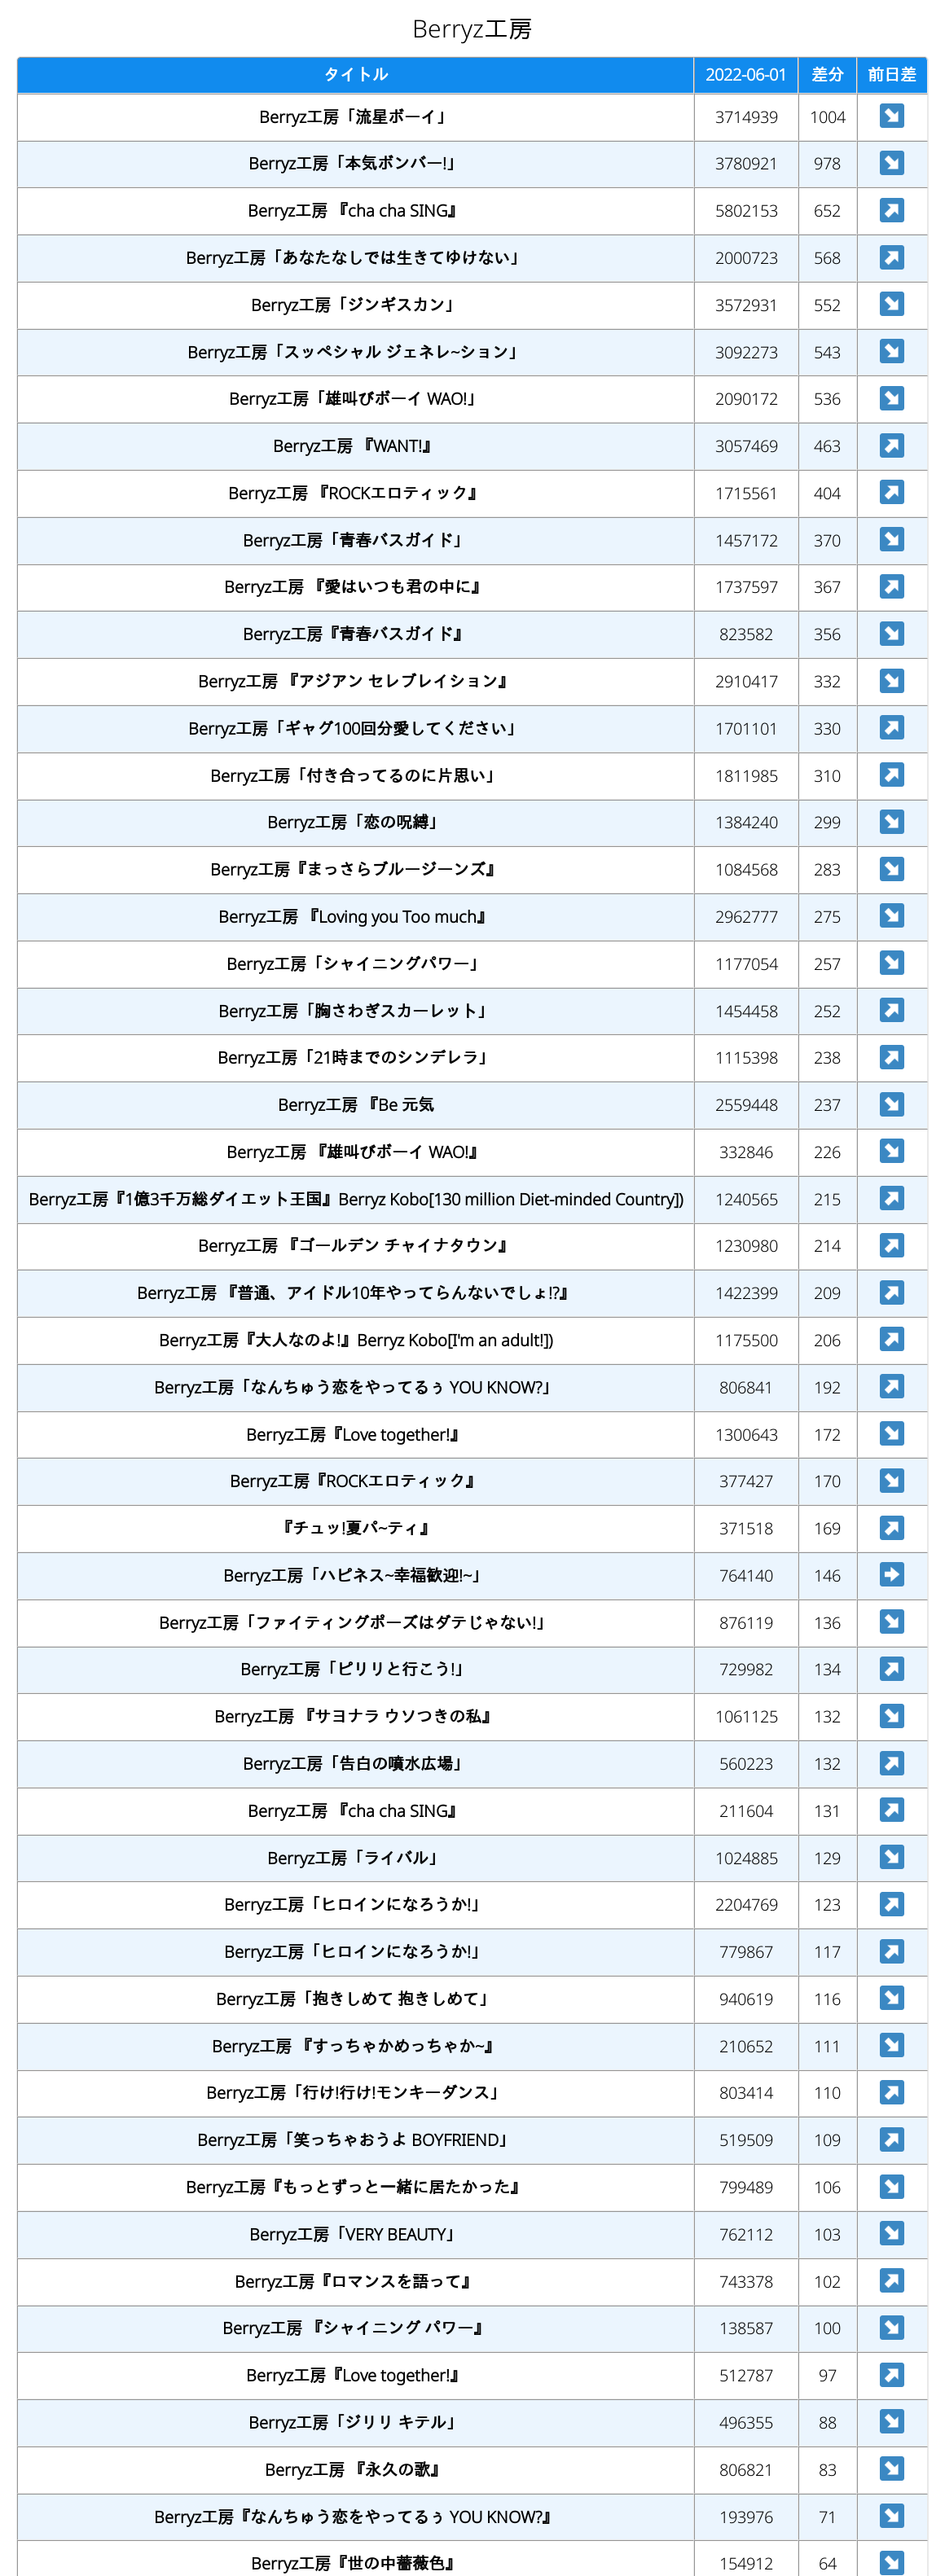 Berryz工房
タイトル 2022-06-01 差分 前日差
Berryz工房「流星ボーイ」 3714939 1004 ↘
Berryz工房「本気ボンバー!」 3780921 978 ↘
Berryz工房 『cha cha SING』 5802153 652 ↗
Berryz工房「あなたなしでは生きてゆけない」 2000723 568 ↗
Berryz工房「ジンギスカン」 3572931 552 ↘
Berryz工房「スッペシャル ジェネレ~ション」 3092273 543 ↘
Berryz工房「雄叫びボーイ WAO!」 2090172 536 ↘
Berryz工房 『WANT!』 3057469 463 ↗
Berryz工房 『ROCKエロティック』 1715561 404 ↗
Berryz工房「青春バスガイド」 1457172 370 ↘
Berryz工房 『愛はいつも君の中に』 1737597 367 ↗
Berryz工房『青春バスガイド』 823582 356 ↘
Berryz工房 『アジアン セレブレイション』 2910417 332 ↘
Berryz工房「ギャグ100回分愛してください」 1701101 330 ↗
Berryz工房「付き合ってるのに片思い」 1811985 310 ↗
Berryz工房「恋の呪縛」 1384240 299 ↘
Berryz工房『まっさらブルージーンズ』 1084568 283 ↘
Berryz工房 『Loving you Too much』 2962777 275 ↘
Berryz工房「シャイニングパワー」 1177054 257 ↘
Berryz工房「胸さわぎスカーレット」 1454458 252 ↗
Berryz工房「21時までのシンデレラ」 1115398 238 ↗
Berryz工房 『Be 元気 2559448 237 ↘
Berryz工房 『雄叫びボーイ WAO!』 332846 226 ↘
Berryz工房『1億3千万総ダイエット王国』Berryz Kobo[130 million Diet-minded Country]) 1240565 215 ↗
Berryz工房 『ゴールデン チャイナタウン』 1230980 214 ↗
Berryz工房 『普通、アイドル10年やってらんないでしょ!?』 1422399 209 ↗
Berryz工房『大人なのよ!』Berryz Kobo[I'm an adult!]) 1175500 206 ↗
Berryz工房「なんちゅう恋をやってるぅ YOU KNOW?」 806841 192 ↗
Berryz工房『Love together!』 1300643 172 ↘
Berryz工房『ROCKエロティック』 377427 170 ↘
『チュッ!夏パ~ティ』 371518 169 ↗
Berryz工房「ハピネス~幸福歓迎!~」 764140 146 ➡
Berryz工房「ファイティングポーズはダテじゃない!」 876119 136 ↘
Berryz工房「ピリリと行こう!」 729982 134 ↗
Berryz工房 『サヨナラ ウソつきの私』 1061125 132 ↘
Berryz工房「告白の噴水広場」 560223 132 ↗
Berryz工房 『cha cha SING』 211604 131 ↗
Berryz工房「ライバル」 1024885 129 ↘
Berryz工房「ヒロインになろうか!」 2204769 123 ↗
Berryz工房「ヒロインになろうか!」 779867 117 ↗
Berryz工房「抱きしめて 抱きしめて」 940619 116 ↘
Berryz工房 『すっちゃかめっちゃか~』 210652 111 ↘
Berryz工房「行け!行け!モンキーダンス」 803414 110 ↗
Berryz工房「笑っちゃおうよ BOYFRIEND」 519509 109 ↗
Berryz工房『もっとずっと一緒に居たかった』 799489 106 ↘
Berryz工房「VERY BEAUTY」 762112 103 ↘
Berryz工房『ロマンスを語って』 743378 102 ↗
Berryz工房 『シャイニング パワー』 138587 100 ↘
Berryz工房『Love together!』 512787 97 ↗
Berryz工房「ジリリ キテル」 496355 88 ↘
Berryz工房 『永久の歌』 806821 83 ↘
Berryz工房『なんちゅう恋をやってるぅ YOU KNOW?』 193976 71 ↘
Berryz工房『世の中薔薇色』 154912 64 ↘